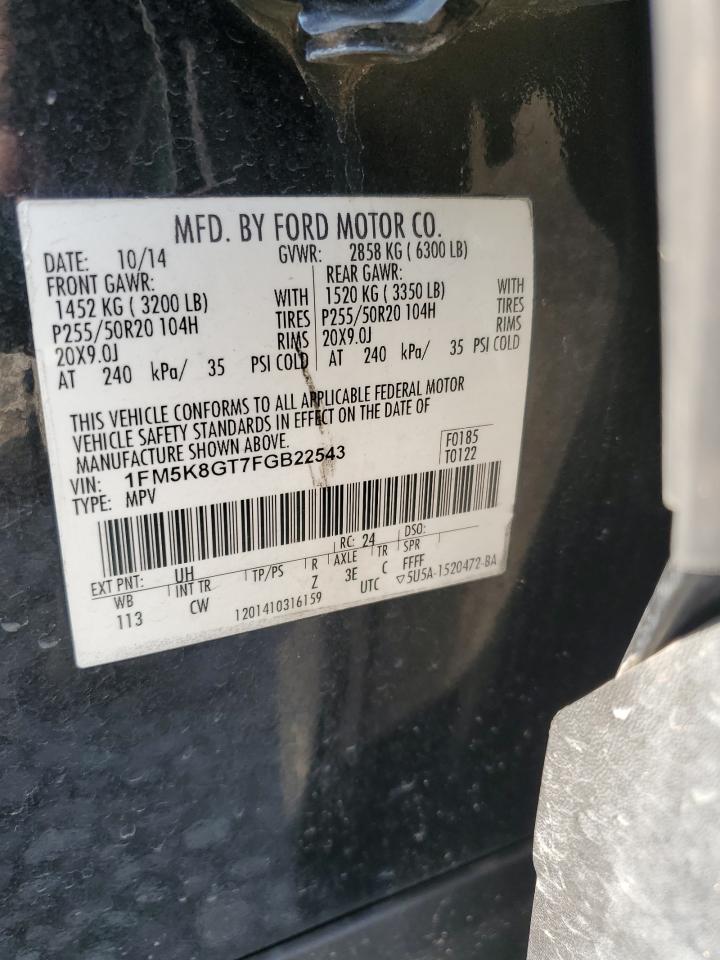 MFD. BY FORD MOTOR CO.
DATE: 10/14 GVWR: 2858 KG ( 6300 LB)
FRONT GAWR: REAR GAWR:
1452 KG ( 3200 LB) WITH 1520 KG ( 3350 LB) WITH
P255/50R20 104H TIRES P255/50R20 104H TIRES
20X9.0J RIMS 20X9.0J RIMS
AT 240 kPa/ 35 PSI COLD AT 240 kPa/ 35 PSI COLD
THIS VEHICLE CONFORMS TO ALL APPLICABLE FEDERAL MOTOR
VEHICLE SAFETY STANDARDS IN EFFECT ON THE DATE OF
MANUFACTURE SHOWN ABOVE. F0185
VIN: 1FM5K8GT7FGB22543 T0122
TYPE: MPV
EXT PNT: UH RC: 24 DSO:
WB INT TR TP/PS R AXLE TR SPR
113 CW Z 3E C FFFF
1201410316159 UTC ▽5U5A-1520472-BA